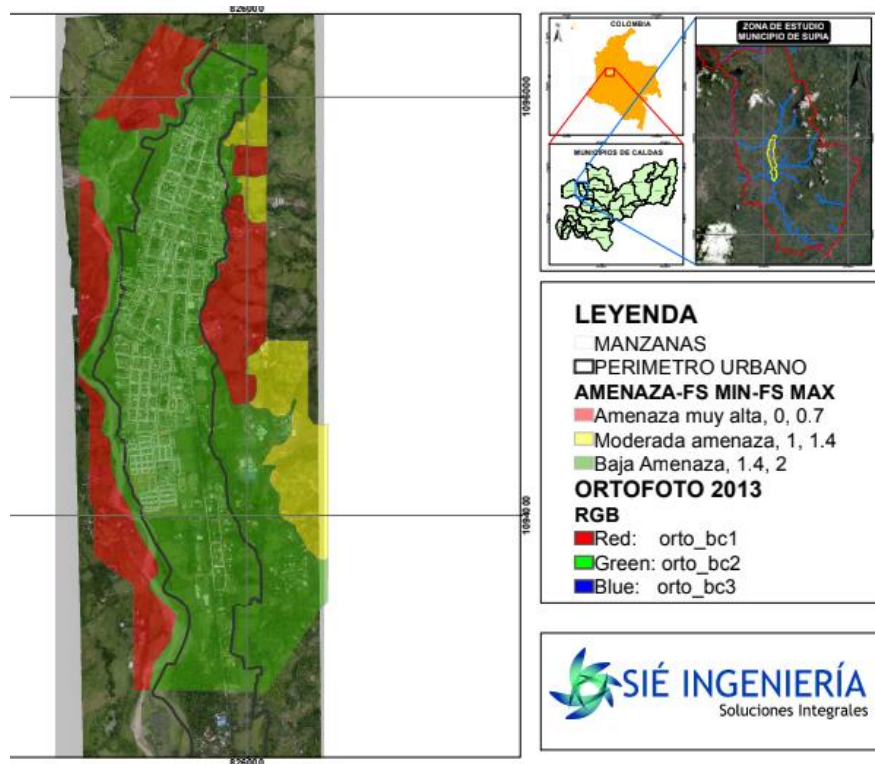 826000
1096000
1094000
826000
COLOMBIA
N
MUNICIPIOS DE CALDAS
ZONA DE ESTUDIO
MUNICIPIO DE SUPIA
N
LEYENDA
MANZANAS
PERIMETRO URBANO
AMENAZA-FS MIN-FS MAX
Amenaza muy alta, 0, 0.7
Moderada amenaza, 1, 1.4
Baja Amenaza, 1.4, 2
ORTOFOTO 2013
RGB
Red: orto_bc1
Green: orto_bc2
Blue: orto_bc3
SIÉ INGENIERÍA
Soluciones Integrales